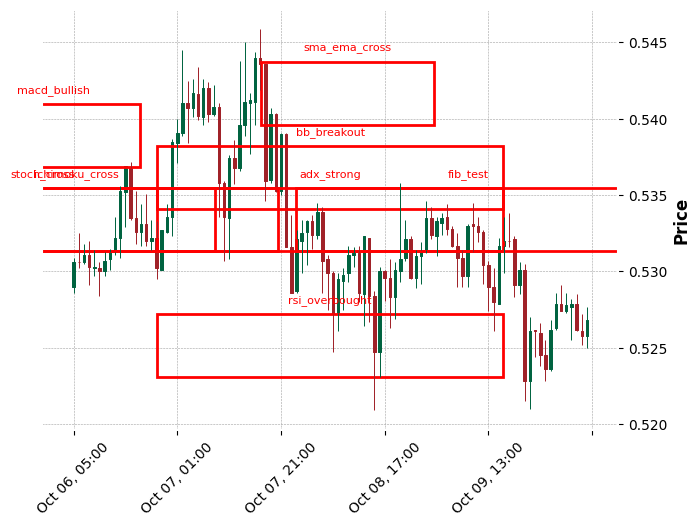 sma_ema_cross
0.545
macd_bullish
0.540
bb_breakout
adx_strong
fib_test
0.535
Price
0.530
rsi_overbought
0.525
0.520
Oct 06, 05:00
Oct 07, 01:00
Oct 07, 21:00
Oct 08, 17:00
Oct 09, 13:00